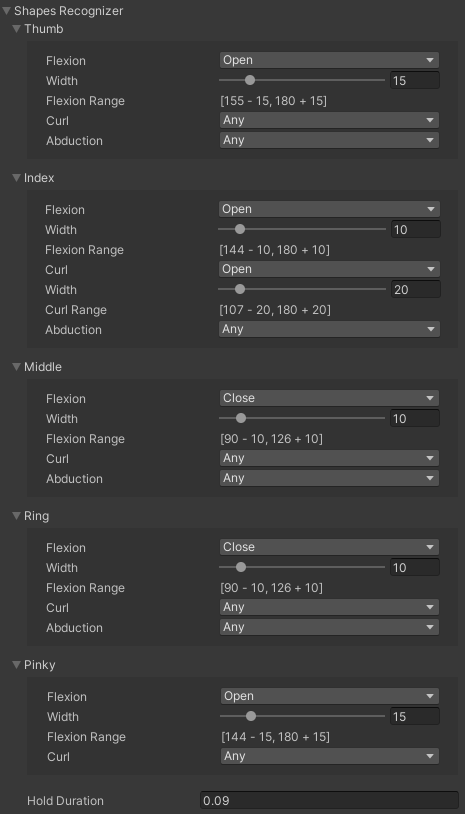 Shapes Recognizer
Thumb
Flexion Open
Width 15
Flexion Range [155 - 15, 180 + 15]
Curl Any
Abduction Any
Index
Flexion Open
Width 10
Flexion Range [144 - 10, 180 + 10]
Curl Open
Width 20
Curl Range [107 - 20, 180 + 20]
Abduction Any
Middle
Flexion Close
Width 10
Flexion Range [90 - 10, 126 + 10]
Curl Any
Abduction Any
Ring
Flexion Close
Width 10
Flexion Range [90 - 10, 126 + 10]
Curl Any
Abduction Any
Pinky
Flexion Open
Width 15
Flexion Range [144 - 15, 180 + 15]
Curl Any
Hold Duration 0.09